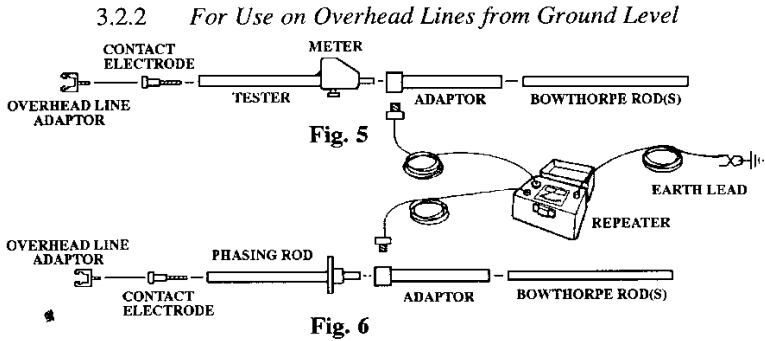 3.2.2 For Use on Overhead Lines from Ground Level
METER
CONTACT
ELECTRODE
OVERHEAD LINE
ADAPTOR
TESTER
ADAPTOR
BOWTHORPE ROD(S)
Fig. 5
EARTH LEAD
REPEATER
OVERHEAD LINE
ADAPTOR
PHASING ROD
CONTACT
ELECTRODE
ADAPTOR
BOWTHORPE ROD(S)
Fig. 6